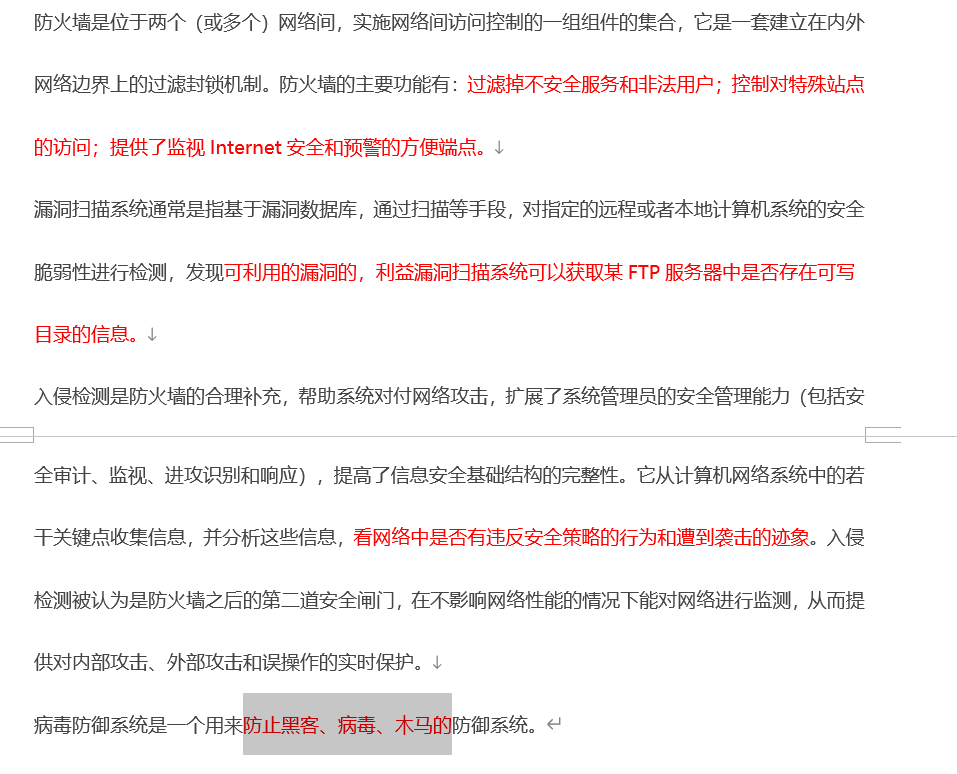 防火墙是位于两个（或多个）网络间，实施网络间访问控制的一组组件的集合，它是一套建立在内外
网络边界上的过滤封锁机制。防火墙的主要功能有：过滤掉不安全服务和非法用户；控制对特殊站点
的访问；提供了监视 Internet 安全和预警的方便端点。↓
漏洞扫描系统通常是指基于漏洞数据库，通过扫描等手段，对指定的远程或者本地计算机系统的安全
脆弱性进行检测，发现可利用的漏洞的，利益漏洞扫描系统可以获取某 FTP 服务器中是否存在可写
目录的信息。↓
入侵检测是防火墙的合理补充，帮助系统对付网络攻击，扩展了系统管理员的安全管理能力（包括安
全审计、监视、进攻识别和响应），提高了信息安全基础结构的完整性。它从计算机网络系统中的若
干关键点收集信息，并分析这些信息，看网络中是否有违反安全策略的行为和遭到袭击的迹象。入侵
检测被认为是防火墙之后的第二道安全闸门，在不影响网络性能的情况下能对网络进行监测，从而提
供对内部攻击、外部攻击和误操作的实时保护。↓
病毒防御系统是一个用来防止黑客、病毒、木马的防御系统。↵